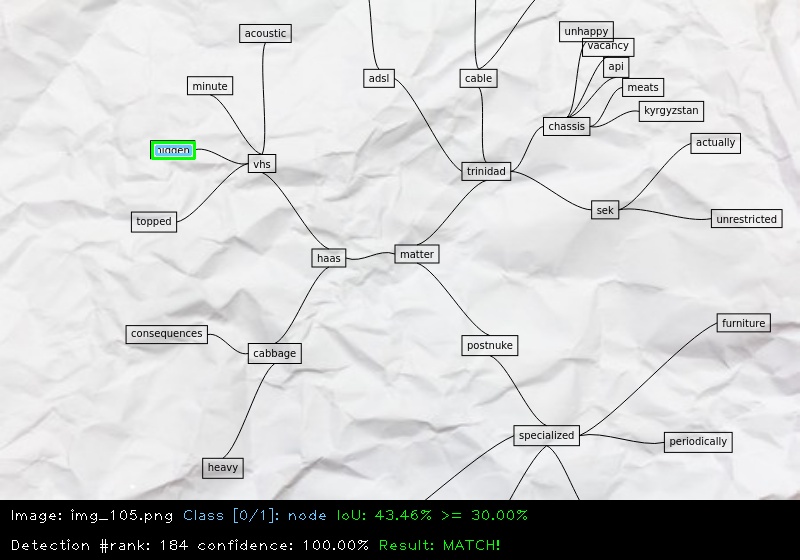 unhappy
acoustic
vacancy
api
adsl
cable
minute
meats
kyrgyzstan
chassis
actually
vhs
trinidad
sek
topped
unrestricted
haas
matter
furniture
consequences
postnuke
cabbage
specialized
periodically
heavy
Image: img_105.png Class [0/1]: node IoU: 43.46% >= 30.00%
Detection #rank: 184 confidence: 100.00% Result: MATCH!